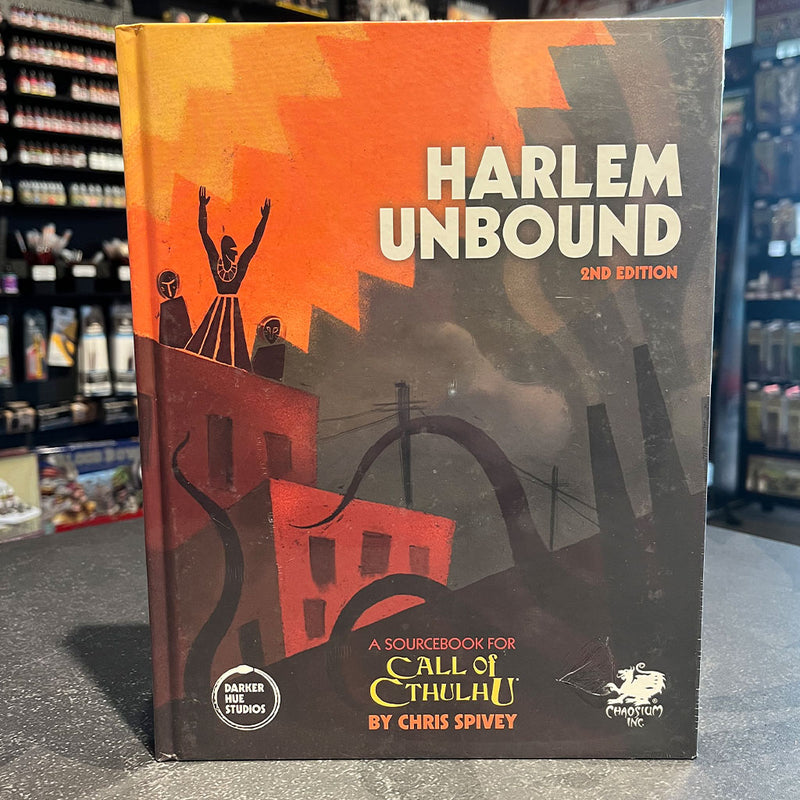 HARLEM
UNBOUND
2ND EDITION
A SOURCEBOOK FOR
CALL of
CTHULHU®
BY CHRIS SPIVEY
DARKER
HUE
STUDIOS
CHAOSIUM
INC.